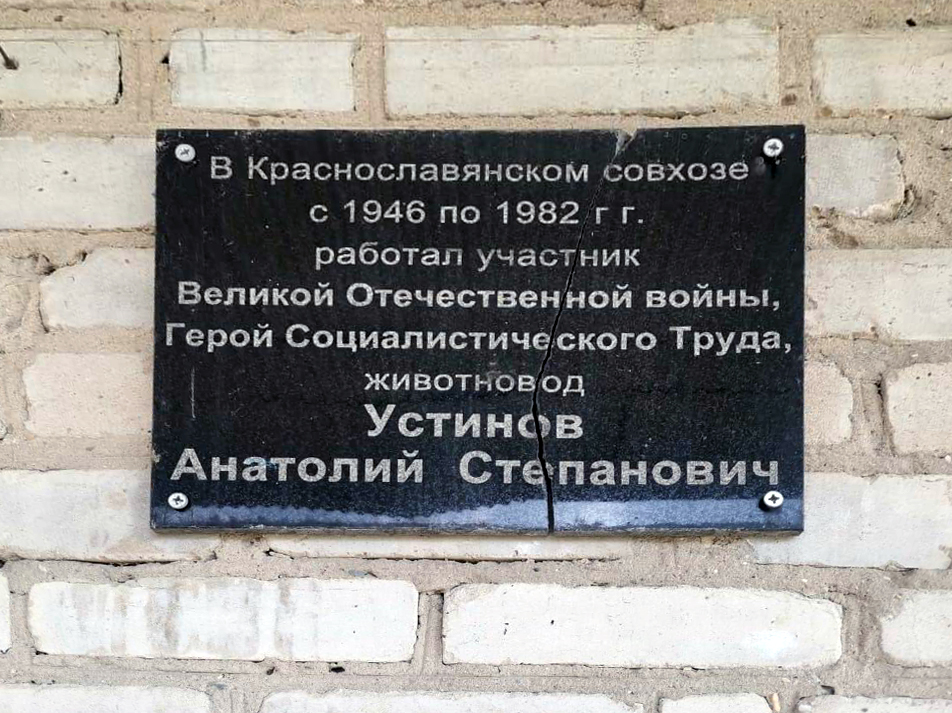 В Краснославянском совхозе
с 1946 по 1982 г г.
работал участник
Великой Отечественной войны,
Герой Социалистического Труда,
животновод
Устинов
Анатолий Степанович